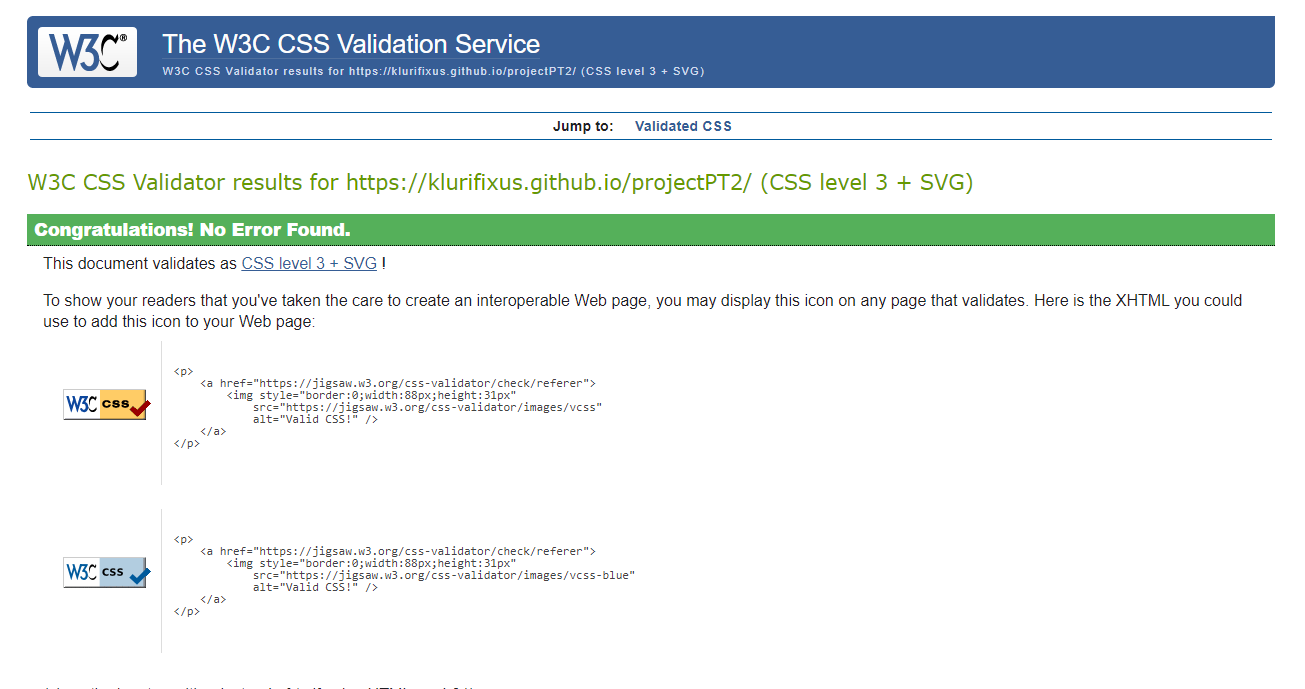 W3C®
The W3C CSS Validation Service
W3C CSS Validator results for https://klurifixus.github.io/projectPT2/ (CSS level 3 + SVG)
Jump to: Validated CSS
W3C CSS Validator results for https://klurifixus.github.io/projectPT2/ (CSS level 3 + SVG)
Congratulations! No Error Found.
This document validates as CSS level 3 + SVG !
To show your readers that you've taken the care to create an interoperable Web page, you may display this icon on any page that validates. Here is the XHTML you could
use to add this icon to your Web page:
W3C css
<p>
<a href="https://jigsaw.w3.org/css-validator/check/referer">
<img style="border:0;width:88px;height:31px"
src="https://jigsaw.w3.org/css-validator/images/vcss"
alt="Valid CSS!" />
</a>
</p>
W3C css
<p>
<a href="https://jigsaw.w3.org/css-validator/check/referer">
<img style="border:0;width:88px;height:31px"
src="https://jigsaw.w3.org/css-validator/images/vcss-blue"
alt="Valid CSS!" />
</a>
</p>